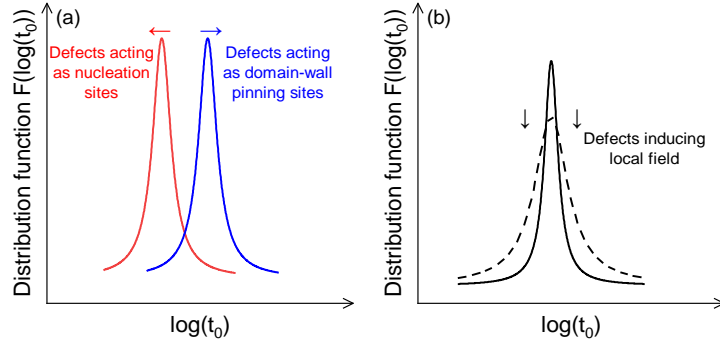 (a)
Defects acting
as nucleation
sites
Defects acting
as domain-wall
pinning sites
Distribution function F(log(t₀))
log(t₀)
(b)
Defects inducing
local field
Distribution function F(log(t₀))
log(t₀)